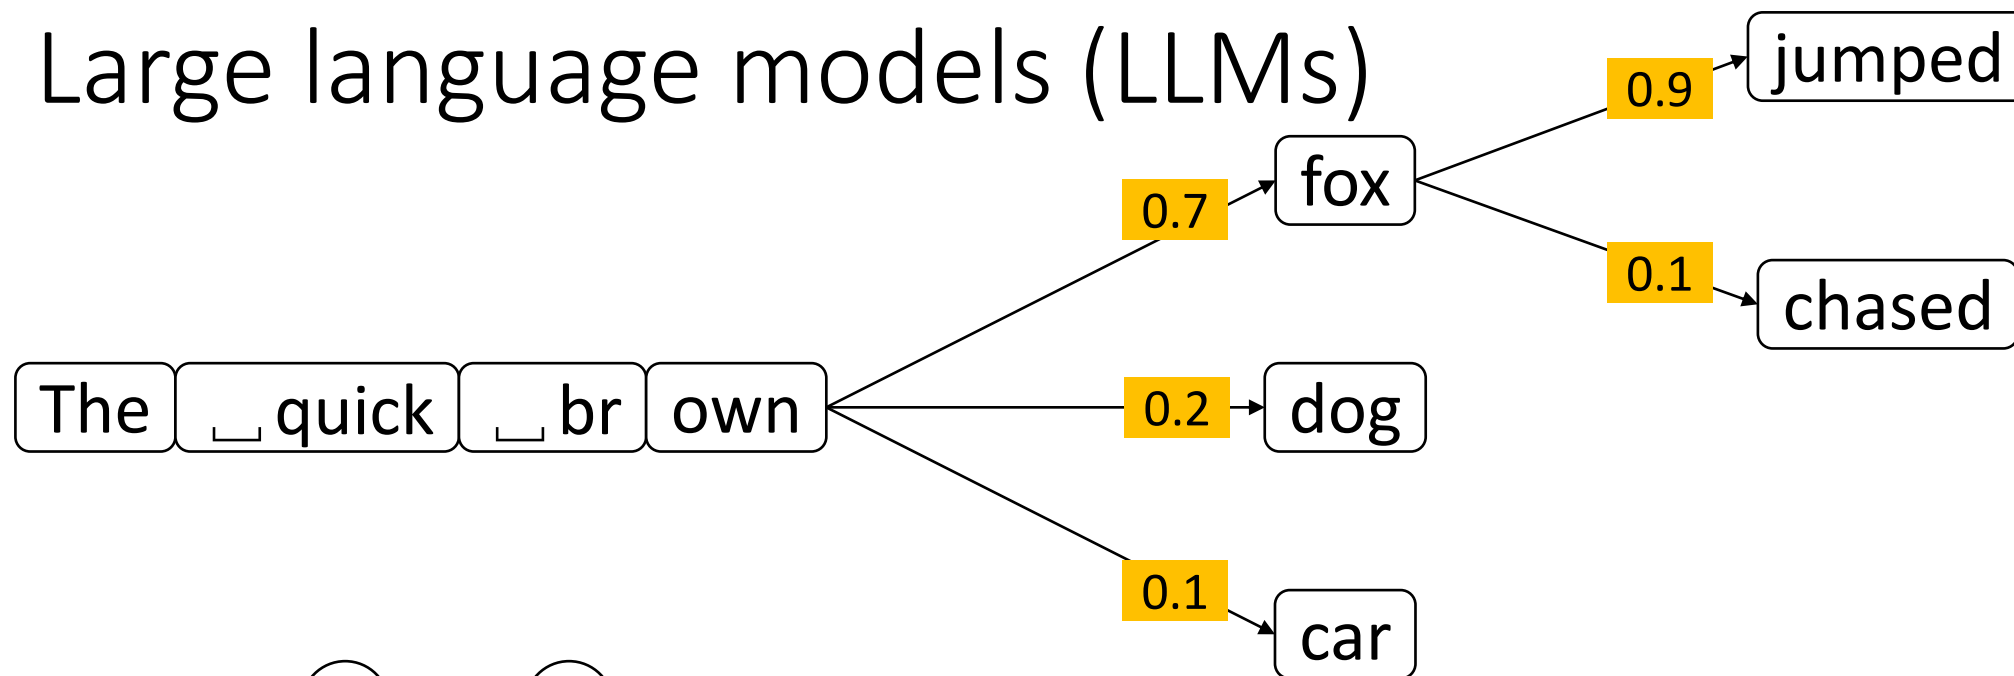 Large language models (LLMs)
jumped
0.9
fox
0.7
0.1
chased
The ␣quick ␣br own
0.2
dog
0.1
car